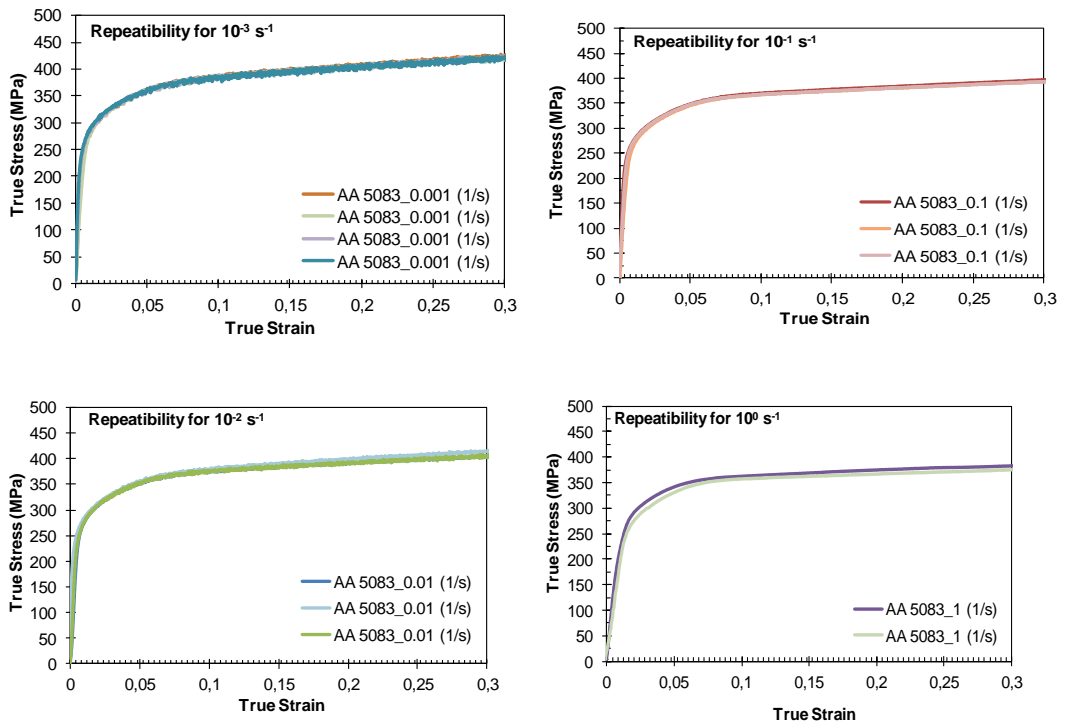 Repeatibility for 10⁻³ s⁻¹
True Stress (MPa)
500
450
400
350
300
250
200
150
100
50
0
AA 5083_0.001 (1/s)
AA 5083_0.001 (1/s)
AA 5083_0.001 (1/s)
AA 5083_0.001 (1/s)
0 0,05 0,1 0,15 0,2 0,25 0,3
True Strain
Repeatibility for 10⁻¹ s⁻¹
True Stress (MPa)
500
450
400
350
300
250
200
150
100
50
0
AA 5083_0.1 (1/s)
AA 5083_0.1 (1/s)
AA 5083_0.1 (1/s)
0 0,05 0,1 0,15 0,2 0,25 0,3
True Strain
Repeatibility for 10⁻² s⁻¹
True Stress (MPa)
500
450
400
350
300
250
200
150
100
50
0
AA 5083_0.01 (1/s)
AA 5083_0.01 (1/s)
AA 5083_0.01 (1/s)
0 0,05 0,1 0,15 0,2 0,25 0,3
True Strain
Repeatibility for 10⁰ s⁻¹
True Stress (MPa)
500
450
400
350
300
250
200
150
100
50
0
AA 5083_1 (1/s)
AA 5083_1 (1/s)
0 0,05 0,1 0,15 0,2 0,25 0,3
True Strain